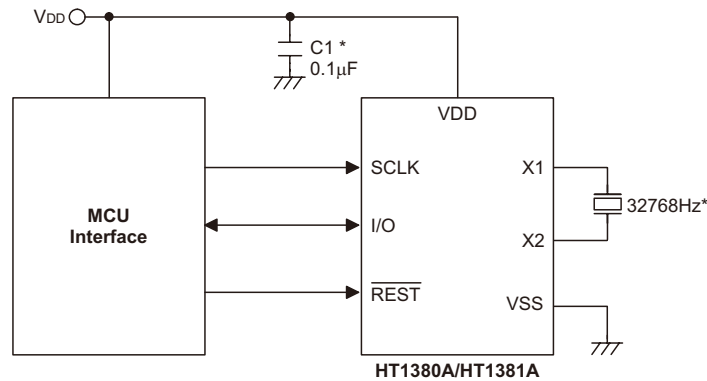 VDD
C1 *
0.1µF
VDD
SCLK
X1
MCU
Interface
I/O
32768Hz*
X2
REST
VSS
HT1380A/HT1381A